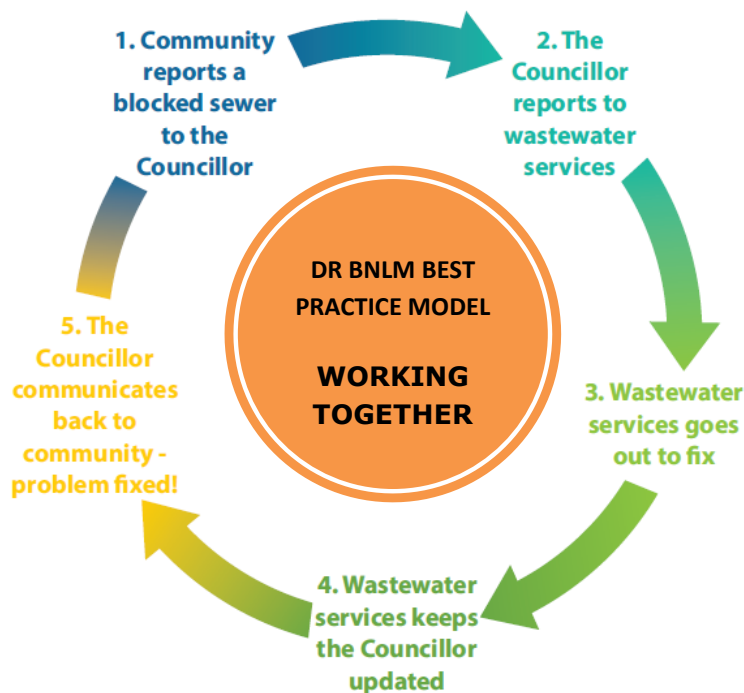 1. Community
reports a
blocked sewer
to the
Councillor
2. The
Councillor
reports to
wastewater
services
3. Wastewater
services goes
out to fix
4. Wastewater
services keeps
the Councillor
updated
5. The
Councillor
communicates
back to
community -
problem fixed!
DR BNLM BEST
PRACTICE MODEL
WORKING
TOGETHER